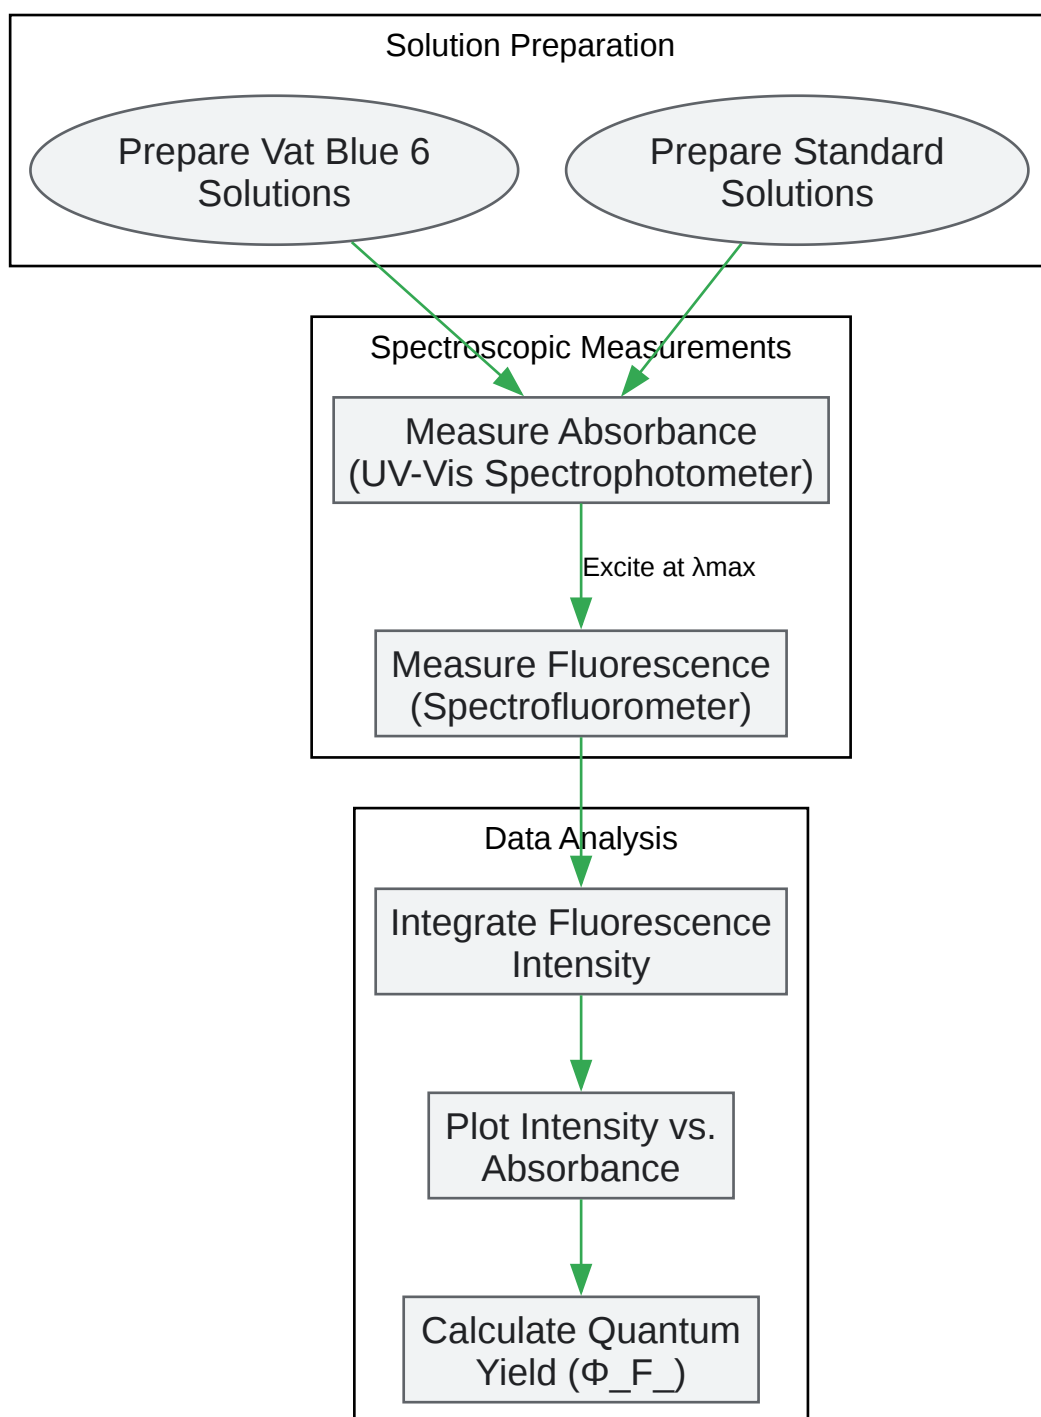 Solution Preparation
Prepare Vat Blue 6
Solutions
Prepare Standard
Solutions
Spectroscopic Measurements
Measure Absorbance
(UV-Vis Spectrophotometer)
Excite at λmax
Measure Fluorescence
(Spectrofluorometer)
Data Analysis
Integrate Fluorescence
Intensity
Plot Intensity vs.
Absorbance
Calculate Quantum
Yield (Φ_F_)